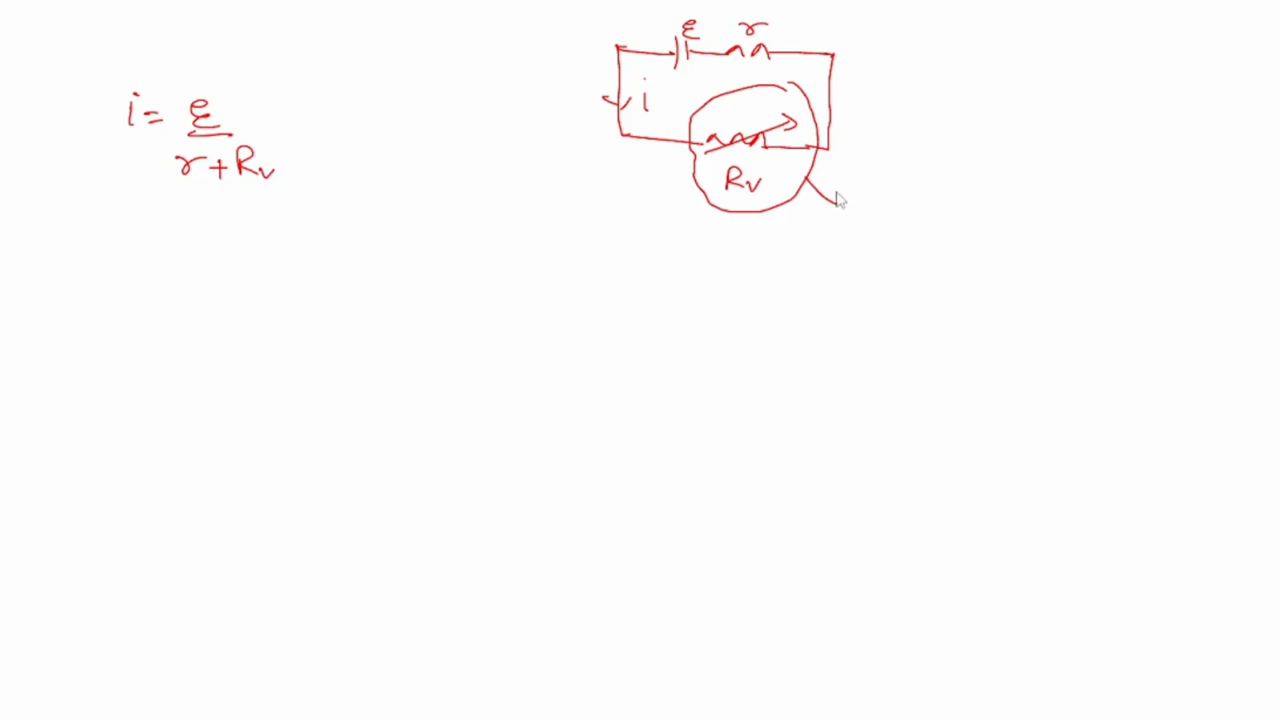 ε r
i
i = ε
r + Rv
Rv